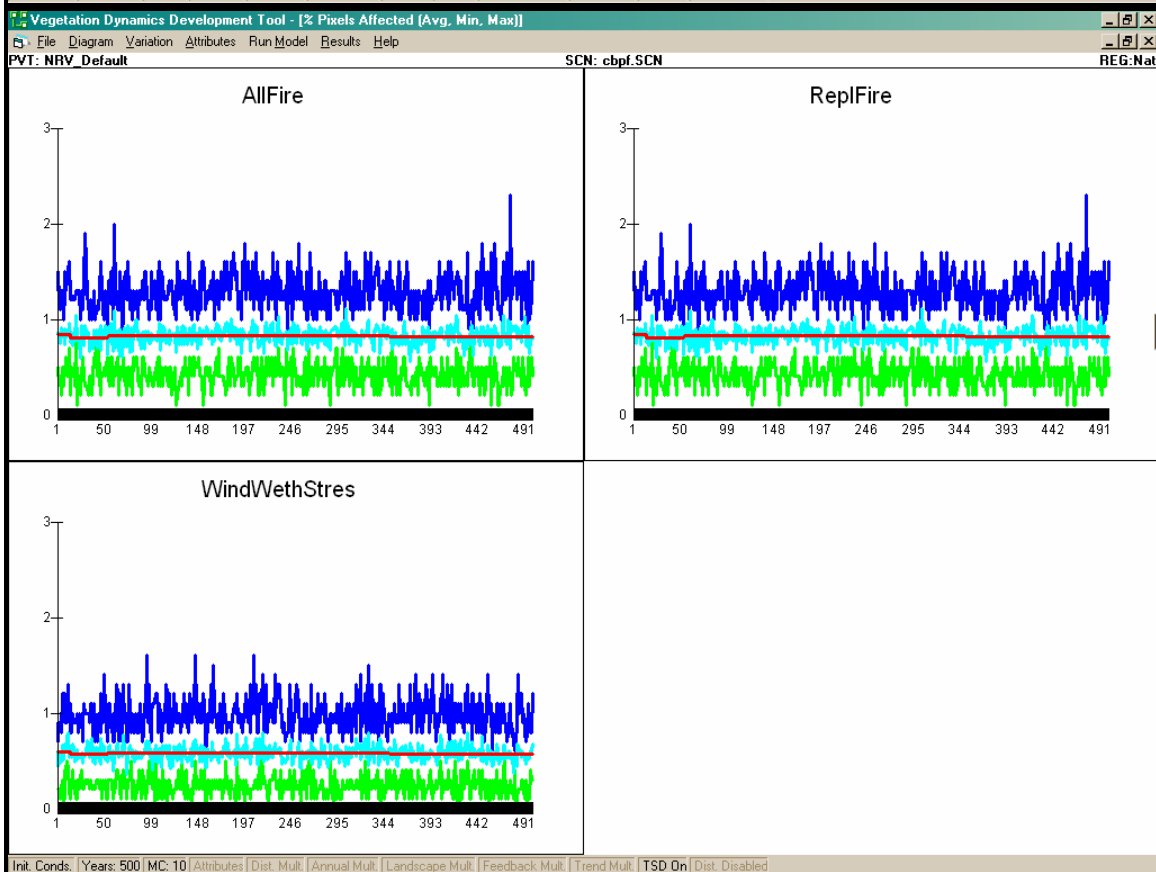 Vegetation Dynamics Development Tool - [% Pixels Affected (Avg, Min, Max)]
File Diagram Variation Attributes Run Model Results Help
PVT: NRV_Default SCN: cbpf.SCN REG:Nat
AllFire
3
2
1
0
1 50 99 148 197 246 295 344 393 442 491
ReplFire
3
2
1
0
1 50 99 148 197 246 295 344 393 442 491
WindWethStres
3
2
1
0
1 50 99 148 197 246 295 344 393 442 491
Init. Conds. Years: 500 MC: 10 Attributes Dist. Mult. Annual Mult. Landscape Mult. Feedback Mult. Trend Mult. TSD On Dist. Disabled